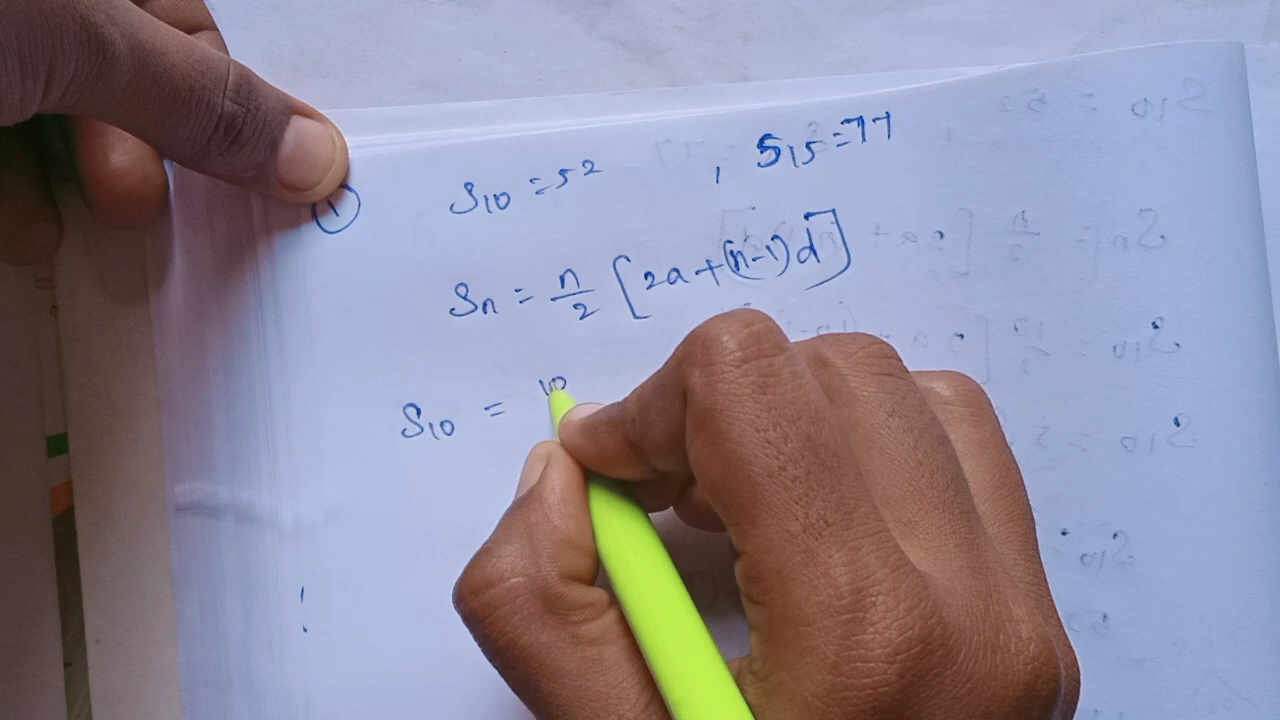 ① S10 = 52 , S15 = 77
Sn = n/2 [2a+(n-1)d]
S10 = 10